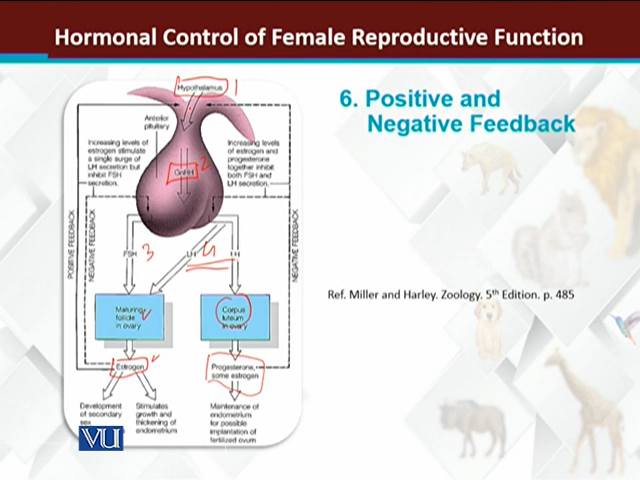 Hormonal Control of Female Reproductive Function
6. Positive and
Negative Feedback
Hypothalamus 1
Anterior
pituitary
Increasing levels of
estrogen stimulate
a single surge of
LH secretion but
inhibit FSH
secretion.
Increasing levels
of estrogen and
progesterone
together inhibit
both FSH and
LH secretion.
GnRH 2
POSITIVE FEEDBACK
NEGATIVE FEEDBACK
NEGATIVE FEEDBACK
FSH 3
LH 4
LH
Maturing
follicle
in ovary
Corpus
luteum
in ovary
Estrogen
Progesterone,
some estrogen
Development
of secondary
sex
Stimulates
growth and
thickening of
endometrium
Maintenance of
endometrium
for possible
implantation of
fertilized ovum
VU
Ref. Miller and Harley. Zoology. 5th Edition. p. 485